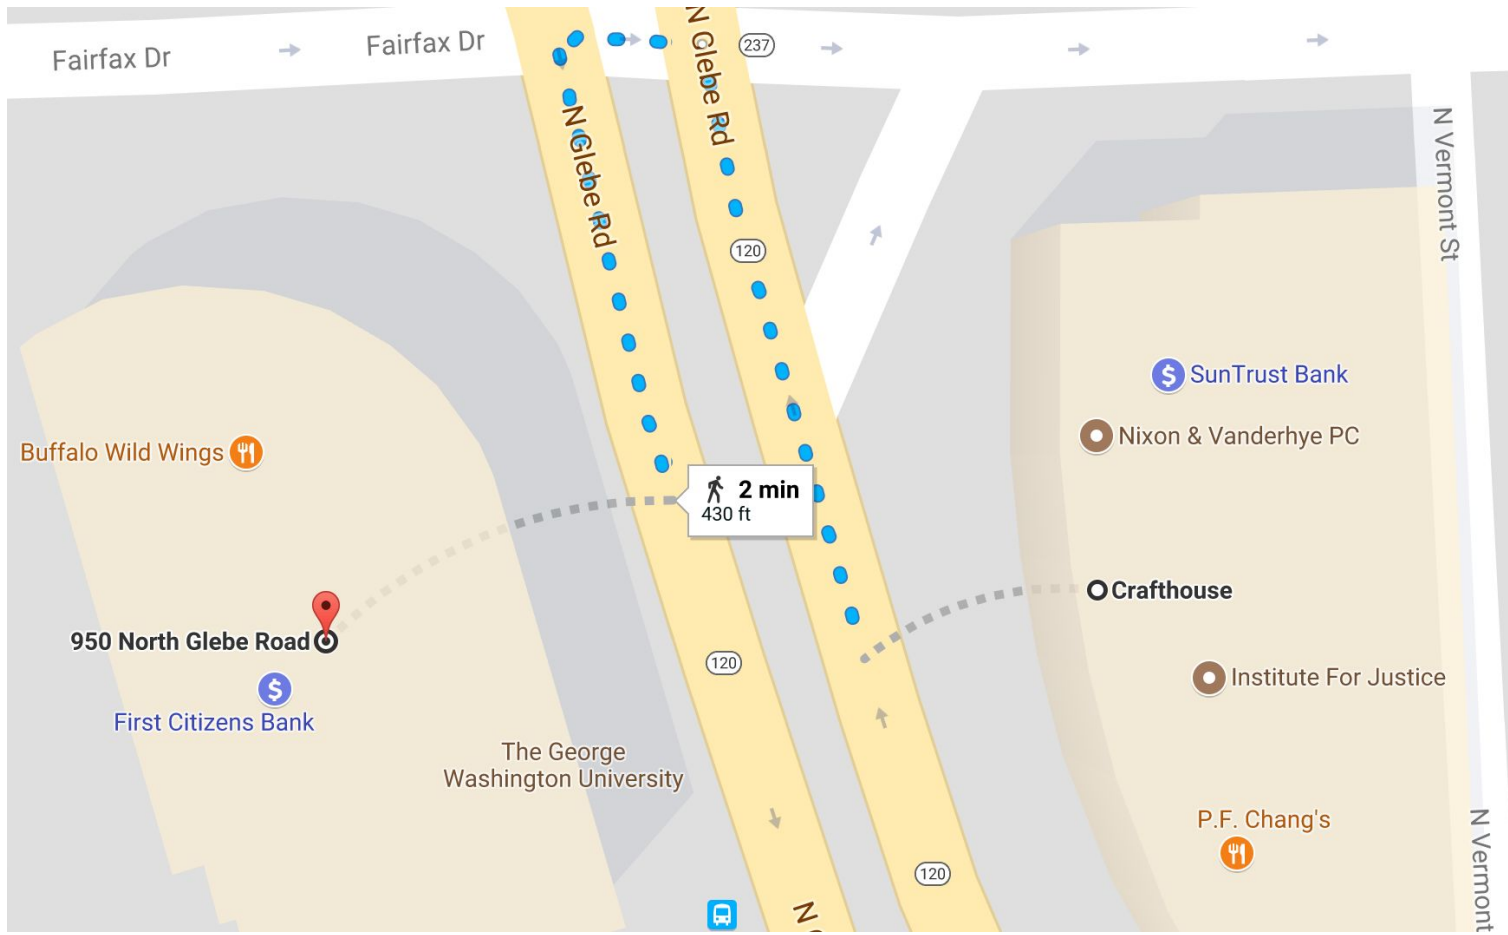 Fairfax Dr
Fairfax Dr
N Glebe Rd
237
N Glebe Rd
N Vermont St
120
SunTrust Bank
Nixon & Vanderhye PC
Buffalo Wild Wings
2 min
430 ft
Crafthouse
950 North Glebe Road
120
Institute For Justice
First Citizens Bank
The George
Washington University
P.F. Chang's
120
N Vermont
N